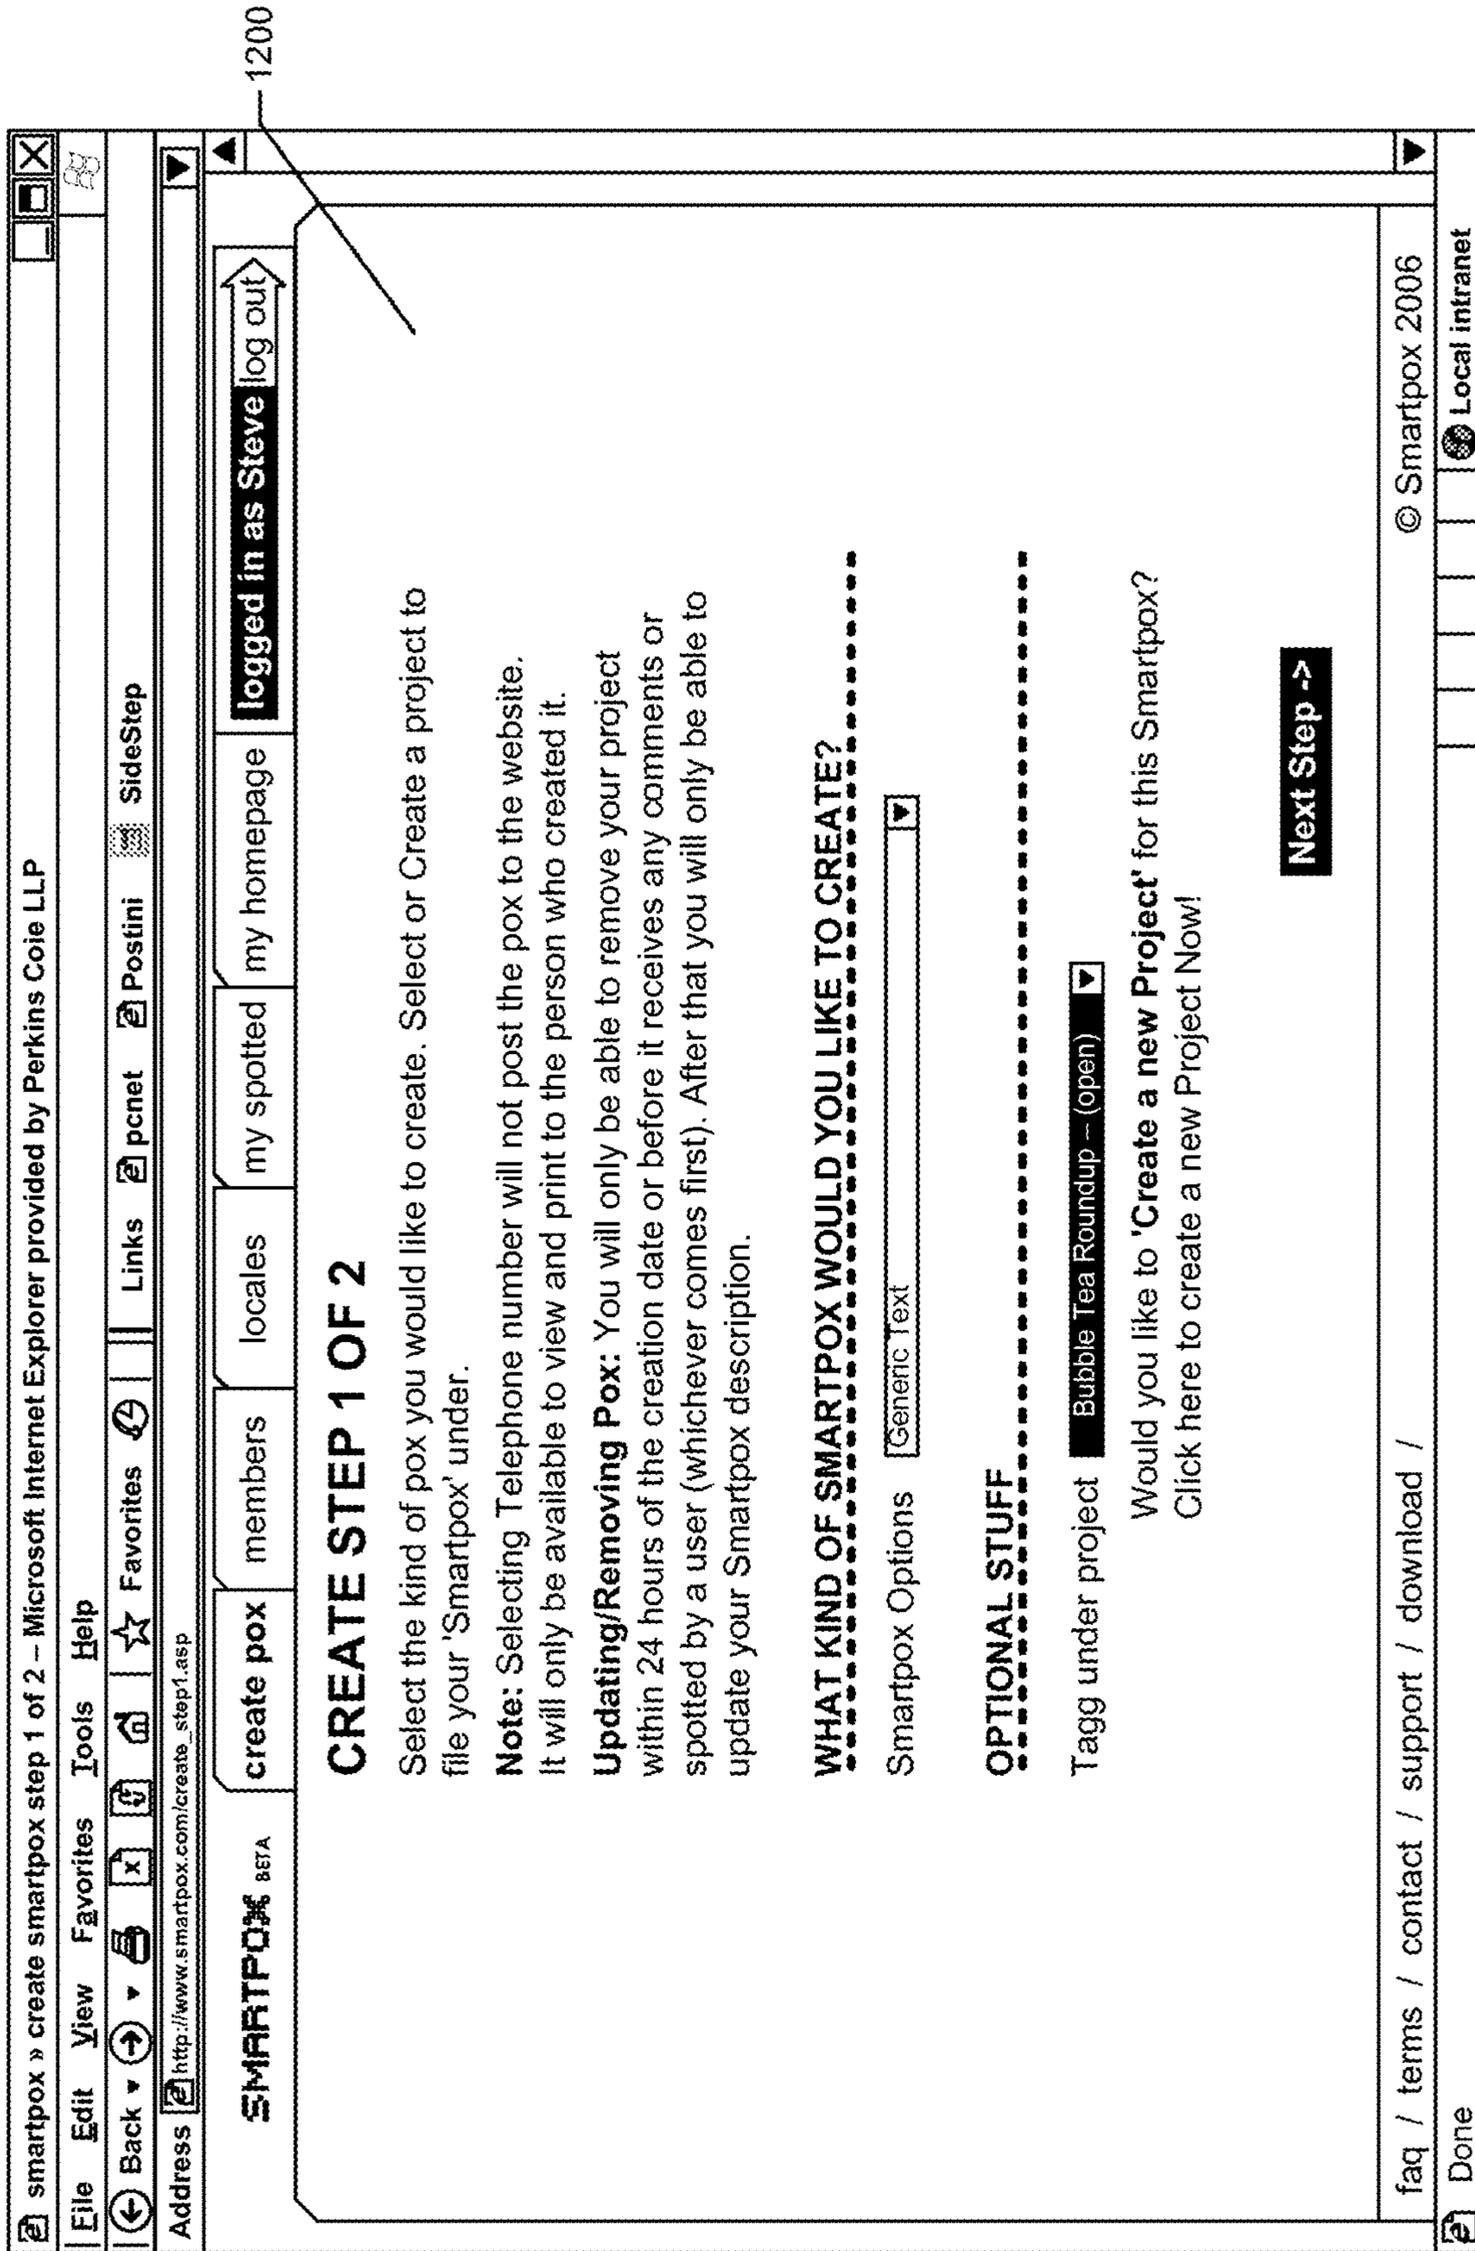 smartpox » create smartpox step 1 of 2 – Microsoft Internet Explorer provided by Perkins Coie LLP
File Edit View Favorites Tools Help
Back Favorites Links pcnet Postini SideStep
Address http://www.smartpox.com/create_step1.asp
SMARTPOX BETA create pox members locales my spotted my homepage logged in as Steve log out
1200
CREATE STEP 1 OF 2
Select the kind of pox you would like to create. Select or Create a project to
file your 'Smartpox' under.
Note: Selecting Telephone number will not post the pox to the website.
It will only be available to view and print to the person who created it.
Updating/Removing Pox: You will only be able to remove your project
within 24 hours of the creation date or before it receives any comments or
spotted by a user (whichever comes first). After that you will only be able to
update your Smartpox description.
WHAT KIND OF SMARTPOX WOULD YOU LIKE TO CREATE?
Smartpox Options Generic Text
OPTIONAL STUFF
Tagg under project Bubble Tea Roundup -- (open)
Would you like to 'Create a new Project' for this Smartpox?
Click here to create a new Project Now!
Next Step ->
faq / terms / contact / support / download / © Smartpox 2006
Done Local intranet